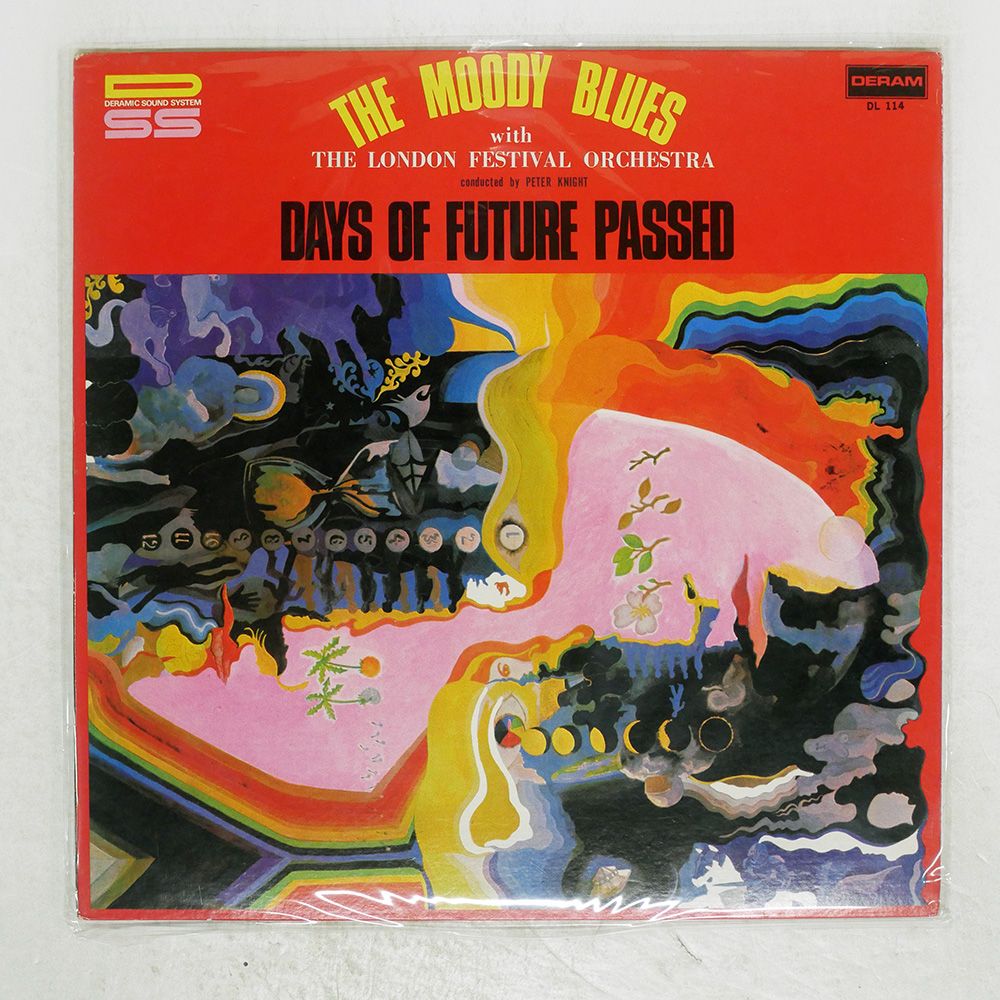 D
DERAMIC SOUND SYSTEM
SS
THE MOODY BLUES
with
THE LONDON FESTIVAL ORCHESTRA
conducted by PETER KNIGHT
DAYS OF FUTURE PASSED
DERAM
DL 114
12 11 10 9 8 7 6 5 4 3 2 1